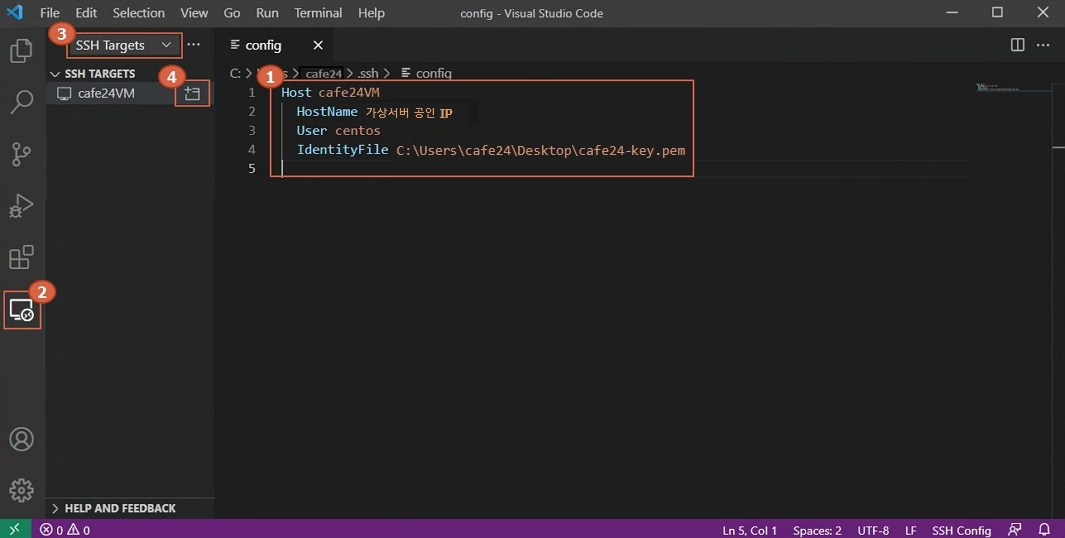 File Edit Selection View Go Run Terminal Help config - Visual Studio Code
3 SSH Targets
config
SSH TARGETS
4
cafe24VM
C: > cafe24 > .ssh > config
1
1 Host cafe24VM
2 HostName 가상서버 공인 IP
3 User centos
4 IdentityFile C:\Users\cafe24\Desktop\cafe24-key.pem
5
2
HELP AND FEEDBACK
0 0 Ln 5, Col 1 Spaces: 2 UTF-8 LF SSH Config